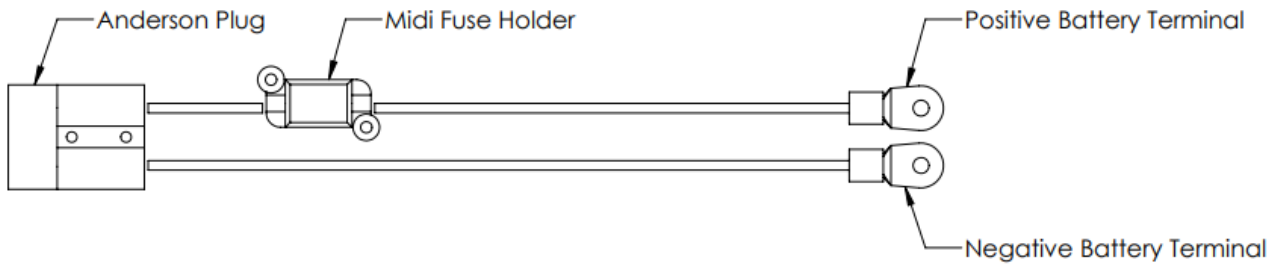 Anderson Plug
Midi Fuse Holder
Positive Battery Terminal
Negative Battery Terminal